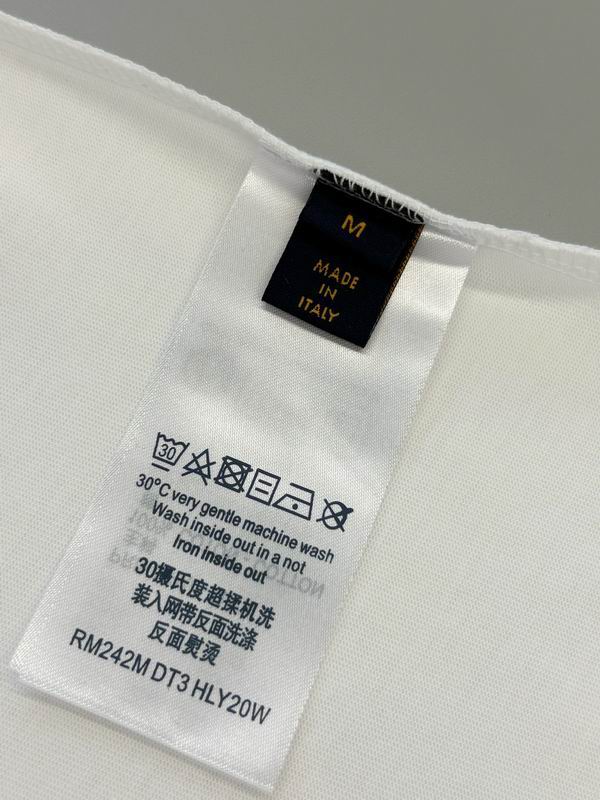 M
MADE
IN
ITALY
30
30°C very gentle machine wash
Wash inside out in a not
Iron inside out
30摄氏度超揉机洗
装入网带反面洗涤
反面熨烫
RM242M DT3 HLY20W